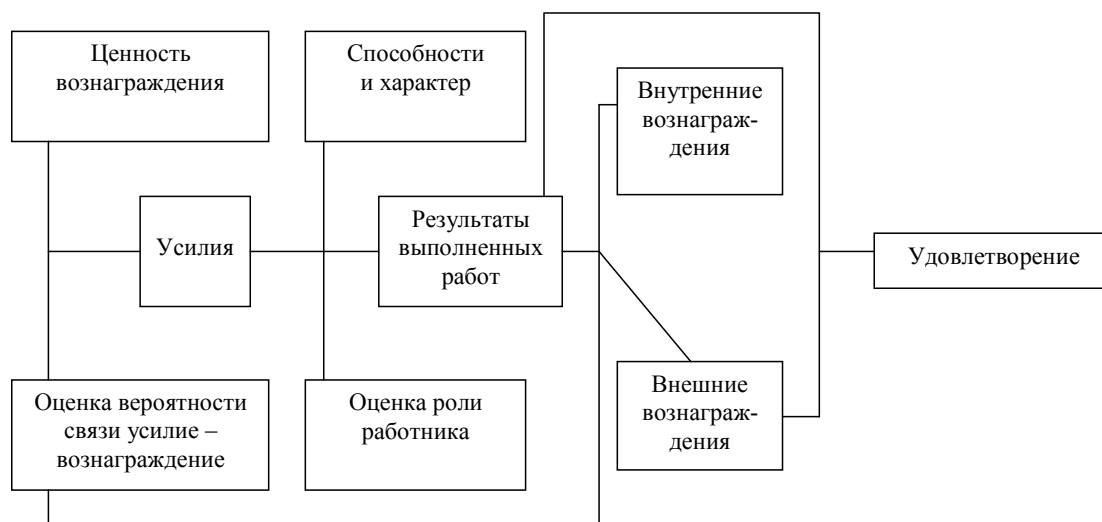 Ценность
вознаграждения
Способности
и характер
Внутренние
вознаграж-
дения
Усилия
Результаты
выполненных
работ
Удовлетворение
Оценка вероятности
связи усилие –
вознаграждение
Оценка роли
работника
Внешние
вознаграж-
дения